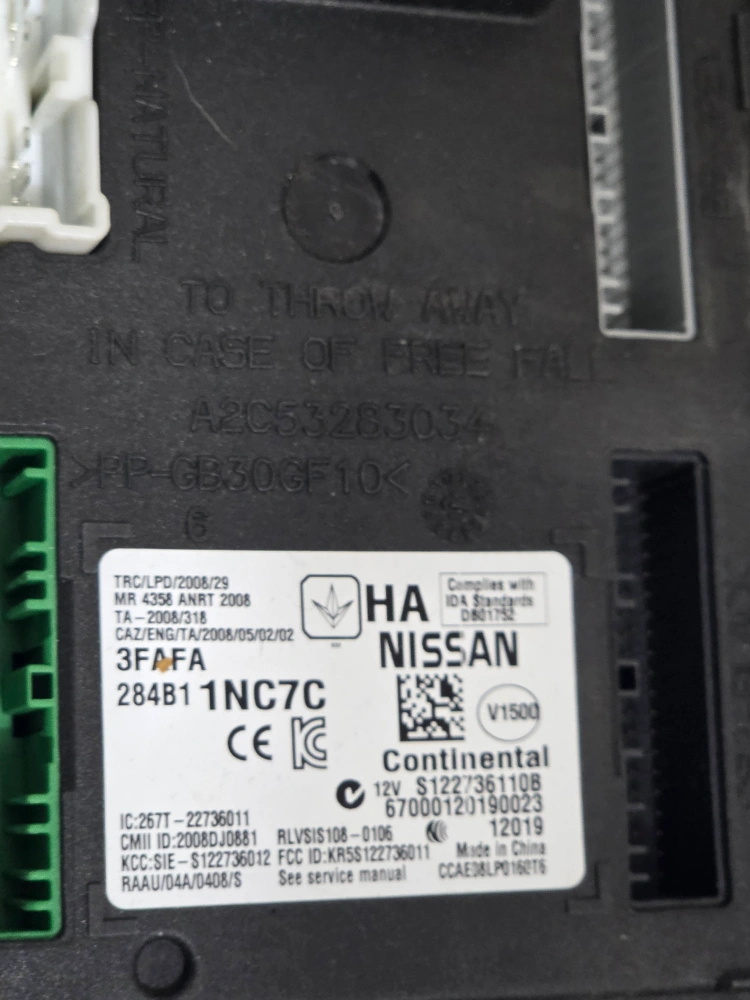 NATURAL
TO THROW AWAY
IN CASE OF FREE FALL
A2C53283034
>PP-GB30GF10<
6
TRC/LPD/2008/29
MR 4358 ANRT 2008
TA-2008/318
CAZ/ENG/TA/2008/05/02/02
HA
Complies with
IDA Standards
DB01752
3FAFA
NISSAN
284B1 1NC7C
V1500
CE
Continental
12V S122736110B
67000120190023
12019
IC:267T-22736011
CMII ID:2008DJ0881 RLVSIS108-0106
KCC:SIE-S122736012 FCC ID:KR5S122736011 Made in China
RAAU/04A/0408/S See service manual CCAE08LP0160T6